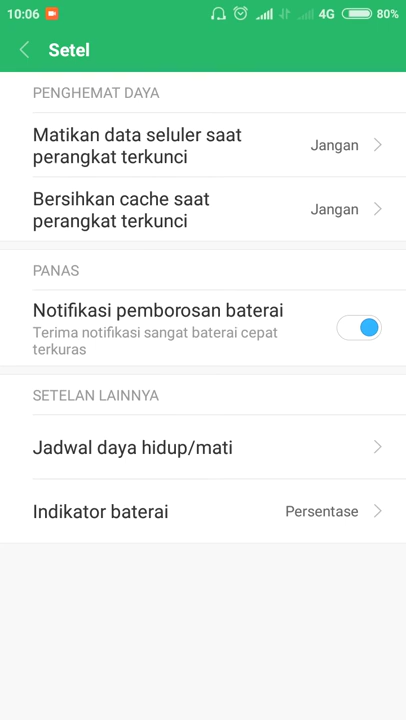 10:06 4G 80%
Setel
PENGHEMAT DAYA
Matikan data seluler saat
perangkat terkunci
Jangan
Bersihkan cache saat
perangkat terkunci
Jangan
PANAS
Notifikasi pemborosan baterai
Terima notifikasi sangat baterai cepat
terkuras
SETELAN LAINNYA
Jadwal daya hidup/mati
Indikator baterai
Persentase